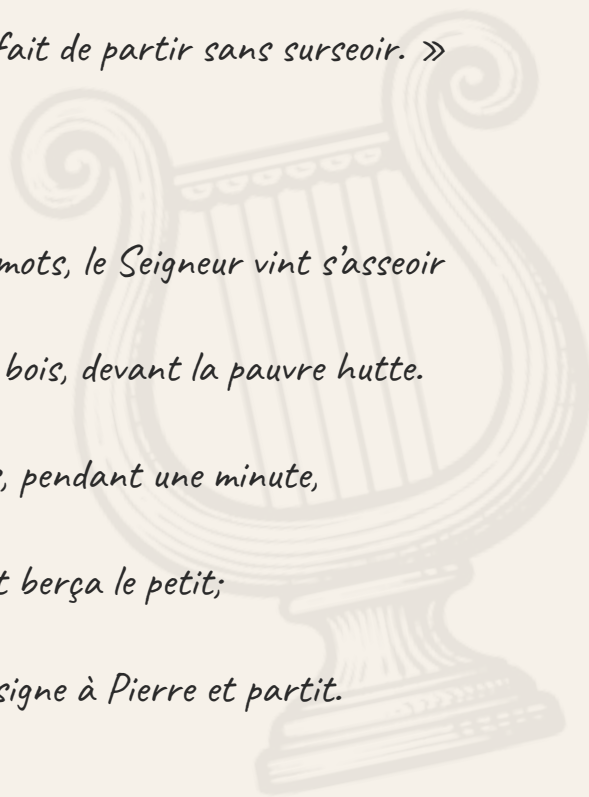 fait de partir sans surseoir. »
mots, le Seigneur vint s’asseoir
bois, devant la pauvre hutte.
, pendant une minute,
t berça le petit;
signe à Pierre et partit.